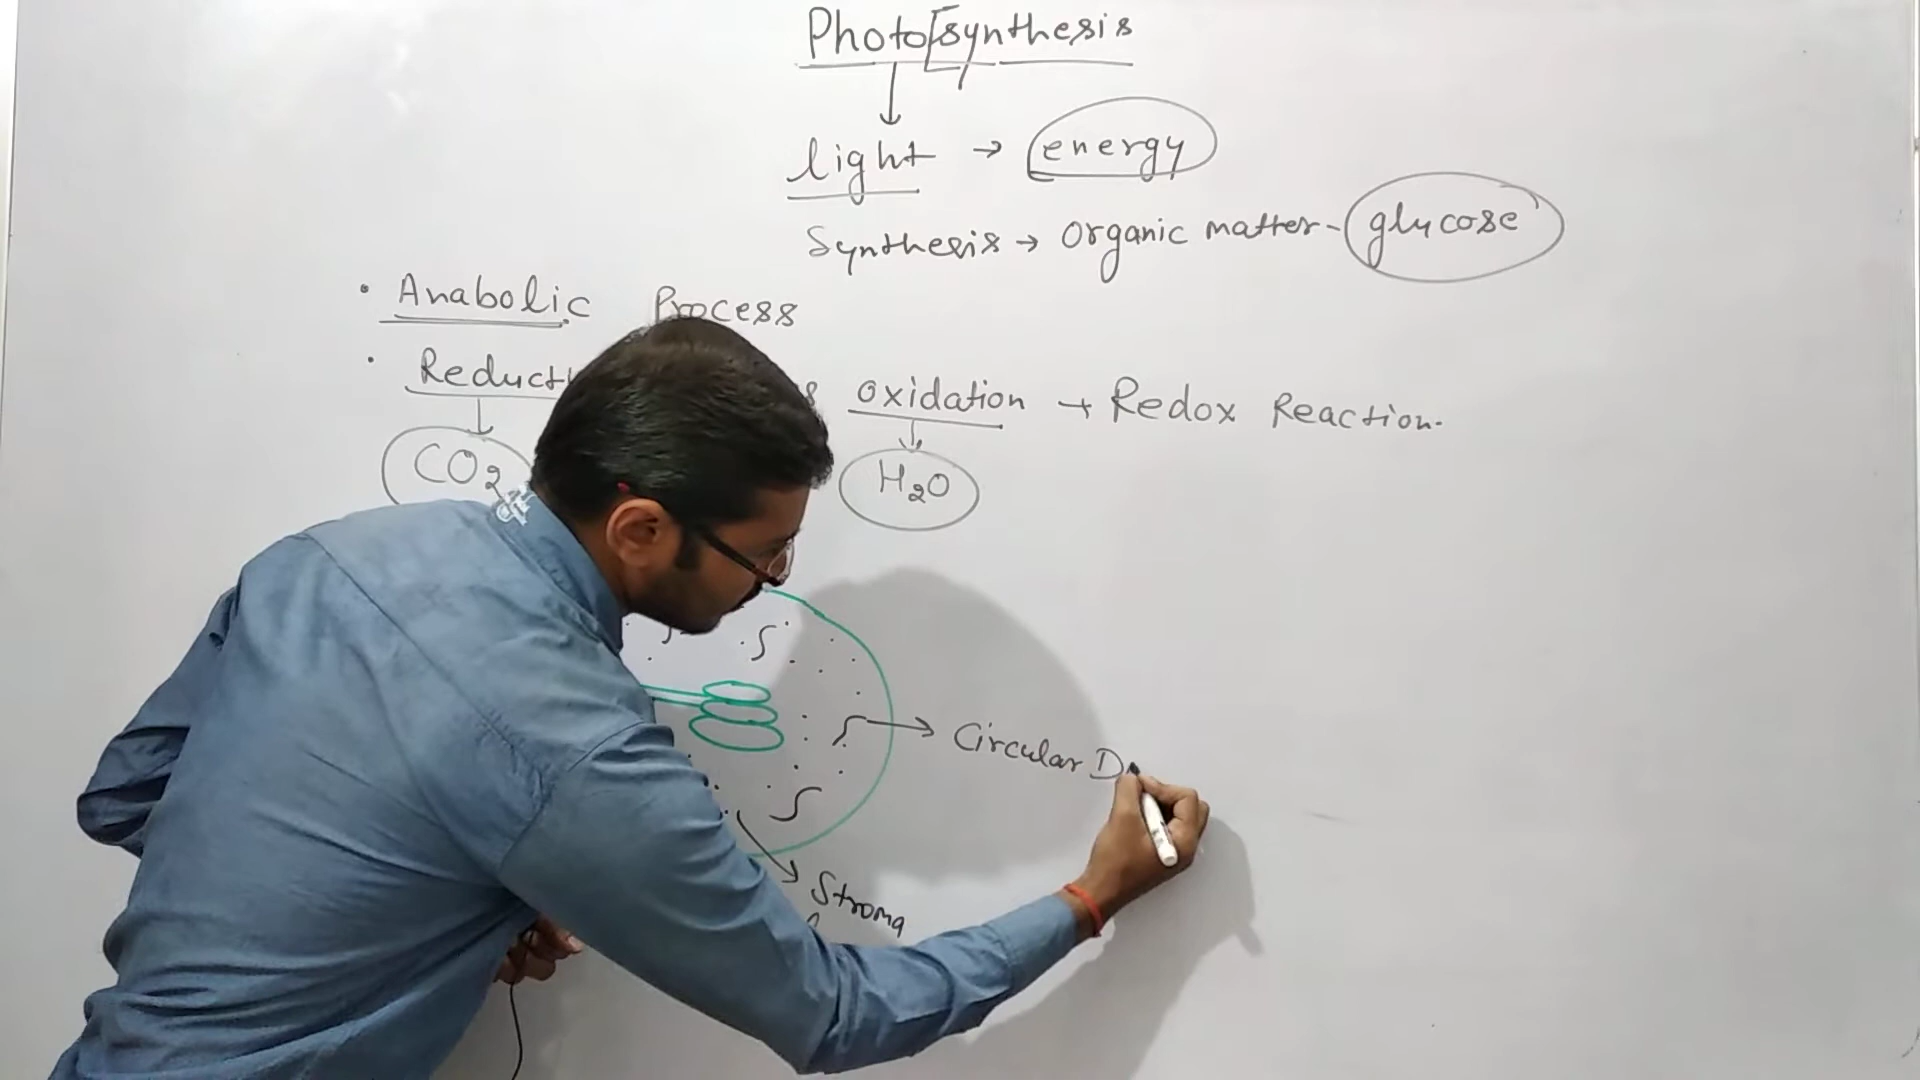 Photosynthesis
light → energy
Synthesis → Organic matter - glucose
• Anabolic Process
• Reduct oxidation → Redox Reaction.
CO2 H2O
Circular D
Stroma